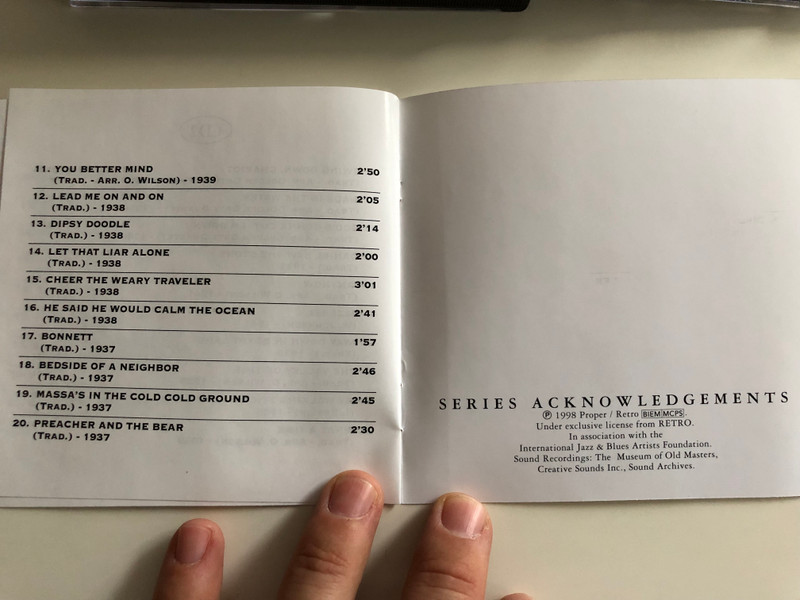 11. YOU BETTER MIND 2'50
(TRAD. - ARR. O. WILSON) - 1939
12. LEAD ME ON AND ON 2'05
(TRAD.) - 1938
13. DIPSY DOODLE 2'14
(TRAD.) - 1938
14. LET THAT LIAR ALONE 2'00
(TRAD.) - 1938
15. CHEER THE WEARY TRAVELER 3'01
(TRAD.) - 1938
16. HE SAID HE WOULD CALM THE OCEAN 2'41
(TRAD.) - 1938
17. BONNETT 1'57
(TRAD.) - 1937
18. BEDSIDE OF A NEIGHBOR 2'46
(TRAD.) - 1937
19. MASSA'S IN THE COLD COLD GROUND 2'45
(TRAD.) - 1937
20. PREACHER AND THE BEAR 2'30
(TRAD.) - 1937
SERIES ACKNOWLEDGEMENTS
℗ 1998 Proper / Retro BIEM MCPS.
Under exclusive license from RETRO.
In association with the
International Jazz & Blues Artists Foundation.
Sound Recordings: The Museum of Old Masters,
Creative Sounds Inc., Sound Archives.